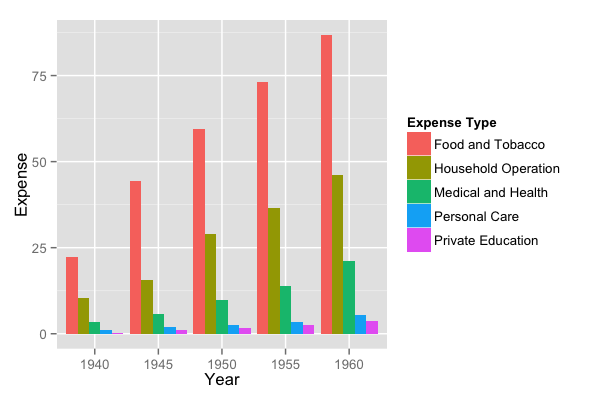 75
50
25
0
Expense
1940 1945 1950 1955 1960
Year
Expense Type
Food and Tobacco
Household Operation
Medical and Health
Personal Care
Private Education